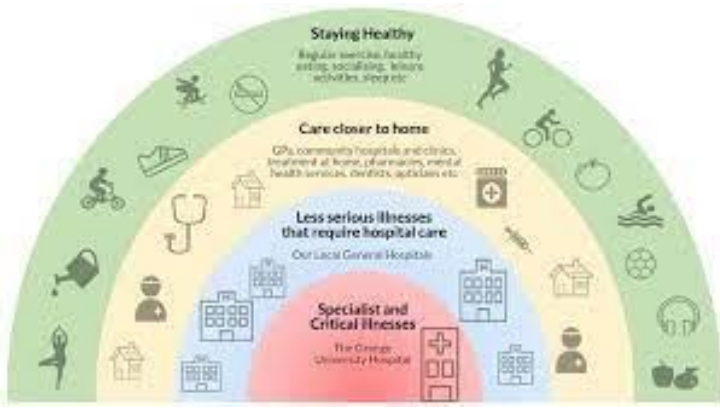 Staying Healthy
Regular exercise, healthy
eating, socialising, leisure
activities, sleep etc
Care closer to home
GPs, community hospitals and clinics,
treatment at home, pharmacies, mental
health services, dentists, opticians etc
Less serious illnesses
that require hospital care
Our Local General Hospitals
Specialist and
Critical illnesses
The Grange
University Hospital